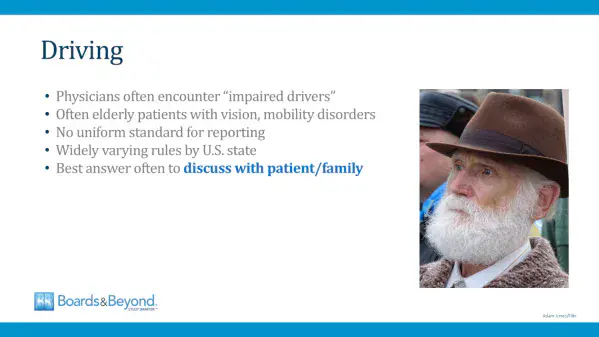 Driving
• Physicians often encounter “impaired drivers”
• Often elderly patients with vision, mobility disorders
• No uniform standard for reporting
• Widely varying rules by U.S. state
• Best answer often to discuss with patient/family
BB Boards&Beyond.